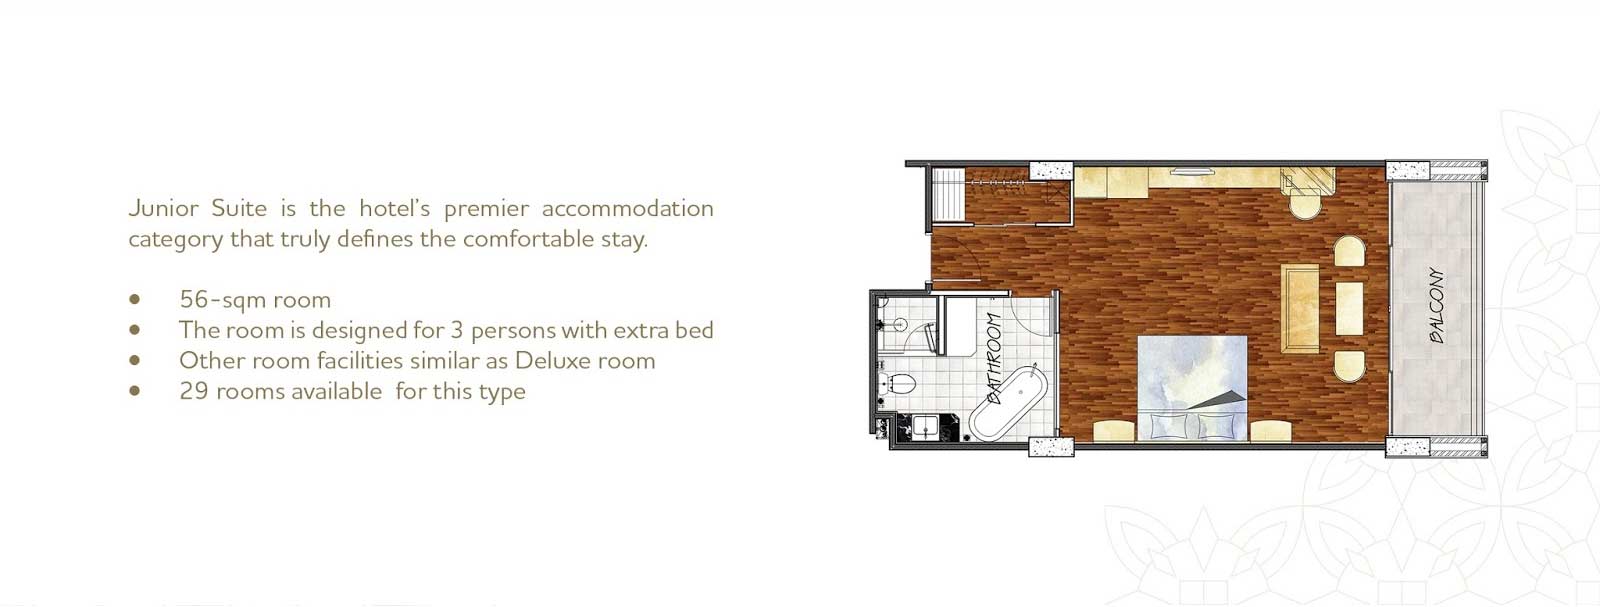 Junior Suite is the hotel's premier accommodation
category that truly defines the comfortable stay.
• 56-sqm room
• The room is designed for 3 persons with extra bed
• Other room facilities similar as Deluxe room
• 29 rooms available  for this type
BATHROOM
BALCONY